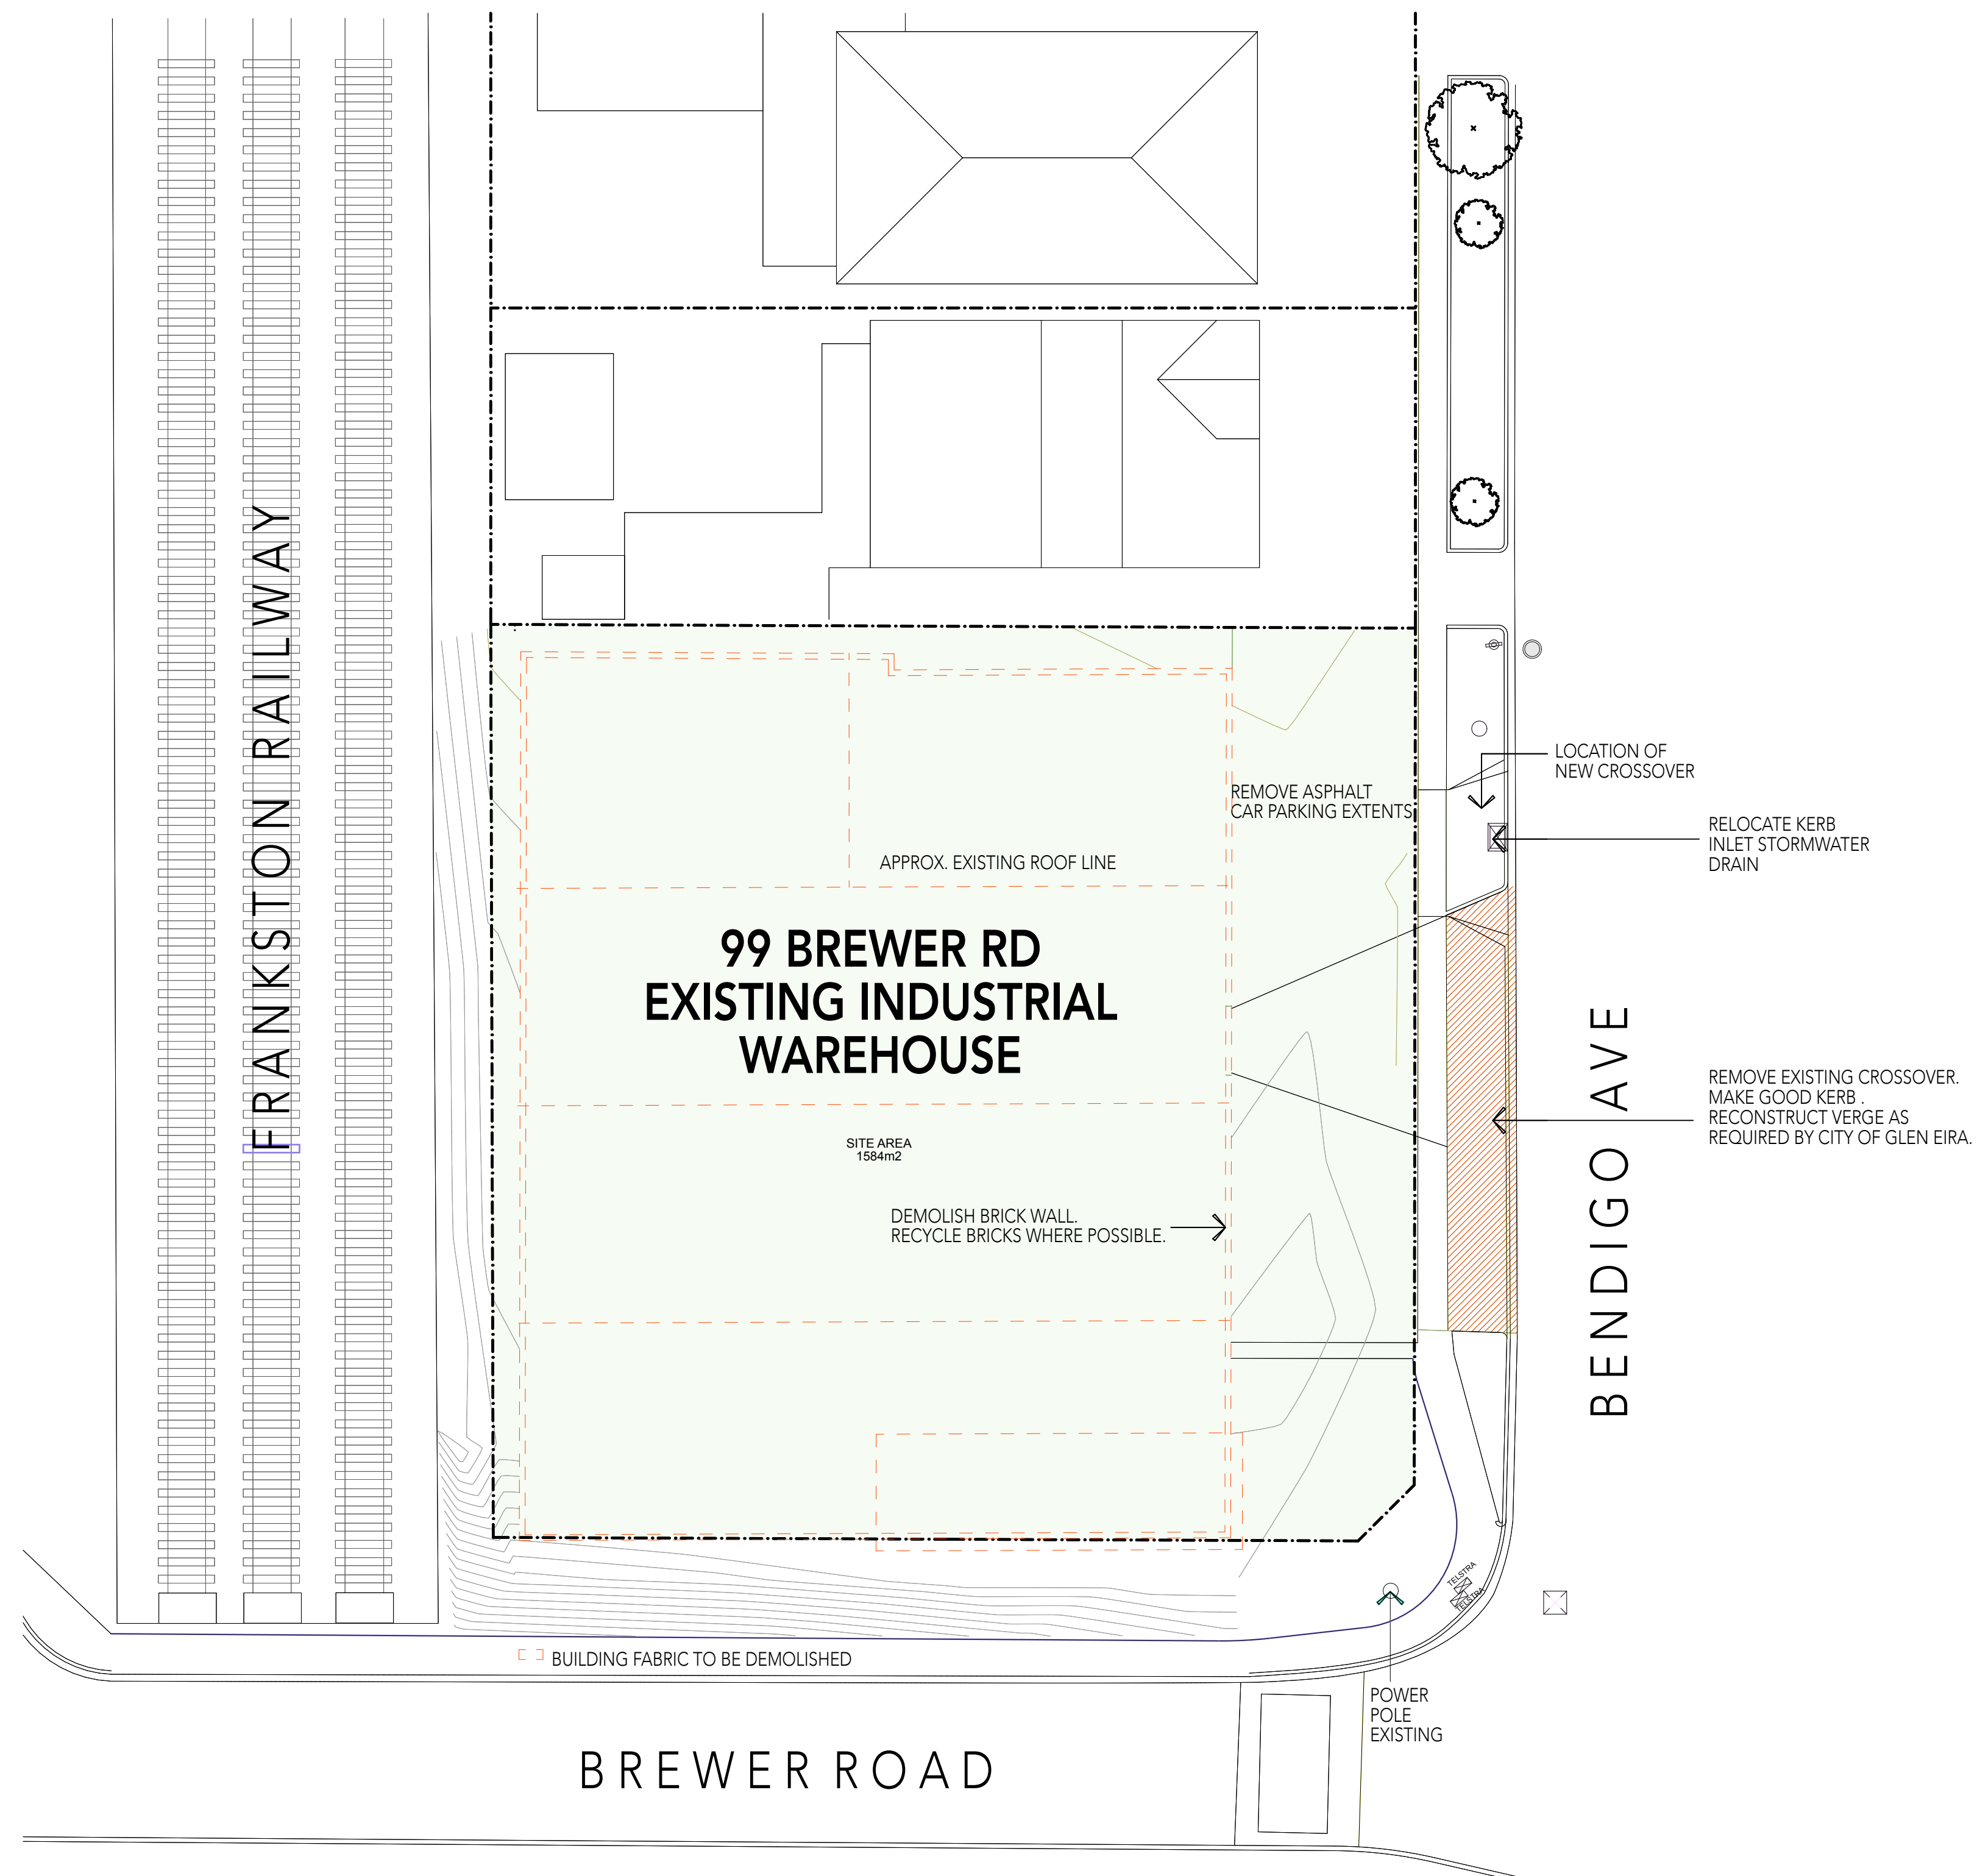 FRANKSTON RAILWAY
LOCATION OF
NEW CROSSOVER
REMOVE ASPHALT
CAR PARKING EXTENTS
RELOCATE KERB
INLET STORMWATER
DRAIN
APPROX. EXISTING ROOF LINE
99 BREWER RD
EXISTING INDUSTRIAL
WAREHOUSE
SITE AREA
1584m2
REMOVE EXISTING CROSSOVER.
MAKE GOOD KERB .
RECONSTRUCT VERGE AS
REQUIRED BY CITY OF GLEN EIRA.
BENDIGO AVE
DEMOLISH BRICK WALL.
RECYCLE BRICKS WHERE POSSIBLE.
TELSTRA
TELSTRA
BUILDING FABRIC TO BE DEMOLISHED
POWER
POLE
EXISTING
BREWER ROAD